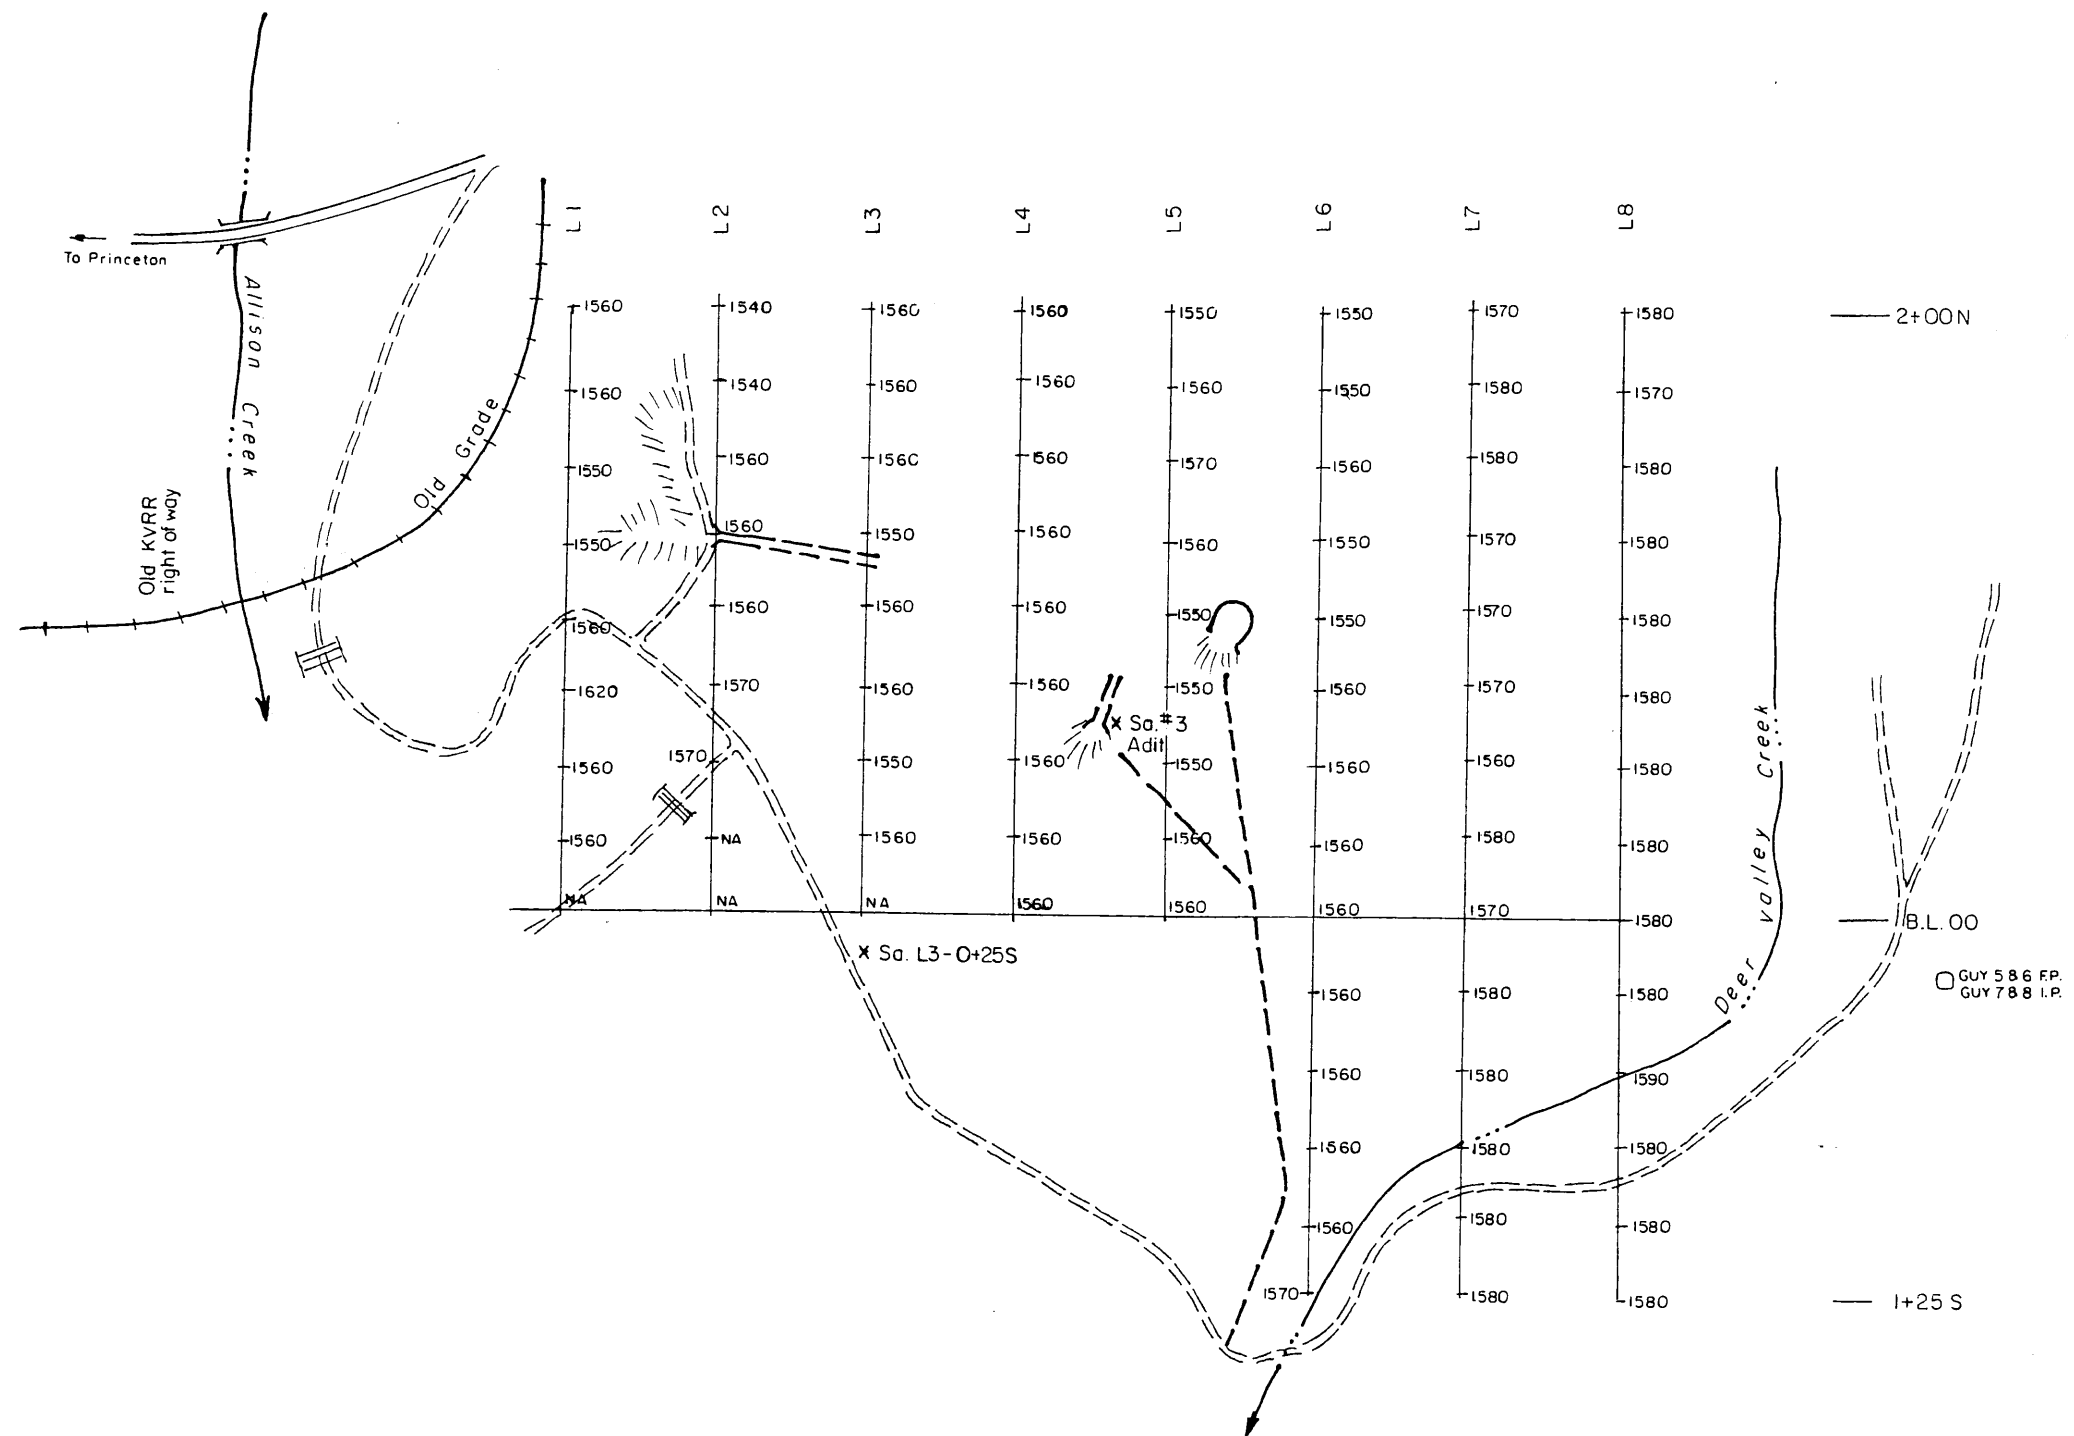 L1 L2 L3 L4 L5 L6 L7 L8
To Princeton
Allison Creek
Old Grade
Old KVRR
right of way
1560 1540 1560 1560 1550 1550 1570 1580 2+00N
1560 1540 1560 1560 1560 1550 1580 1570
1550 1560 1560 1560 1570 1560 1580 1580
1550 1560 1550 1560 1560 1550 1570 1580
1560 1560 1560 1560 1550 1550 1570 1580
1620 1570 1560 1560 1550 1560 1570 1580
Sa. #3
Adit
1560 1570 1550 1560 1550 1560 1560 1580
1560 NA 1560 1560 1560 1560 1580 1580
NA NA NA 1560 1560 1560 1570 1580 B.L. 00
Deer Valley Creek
Sa. L3-0+25S
GUY 586 F.P.
GUY 788 I.P.
1560 1580 1580
1560 1580 1590
1560 1580 1580
1560 1580 1580
1570 1580 1580 1+25 S